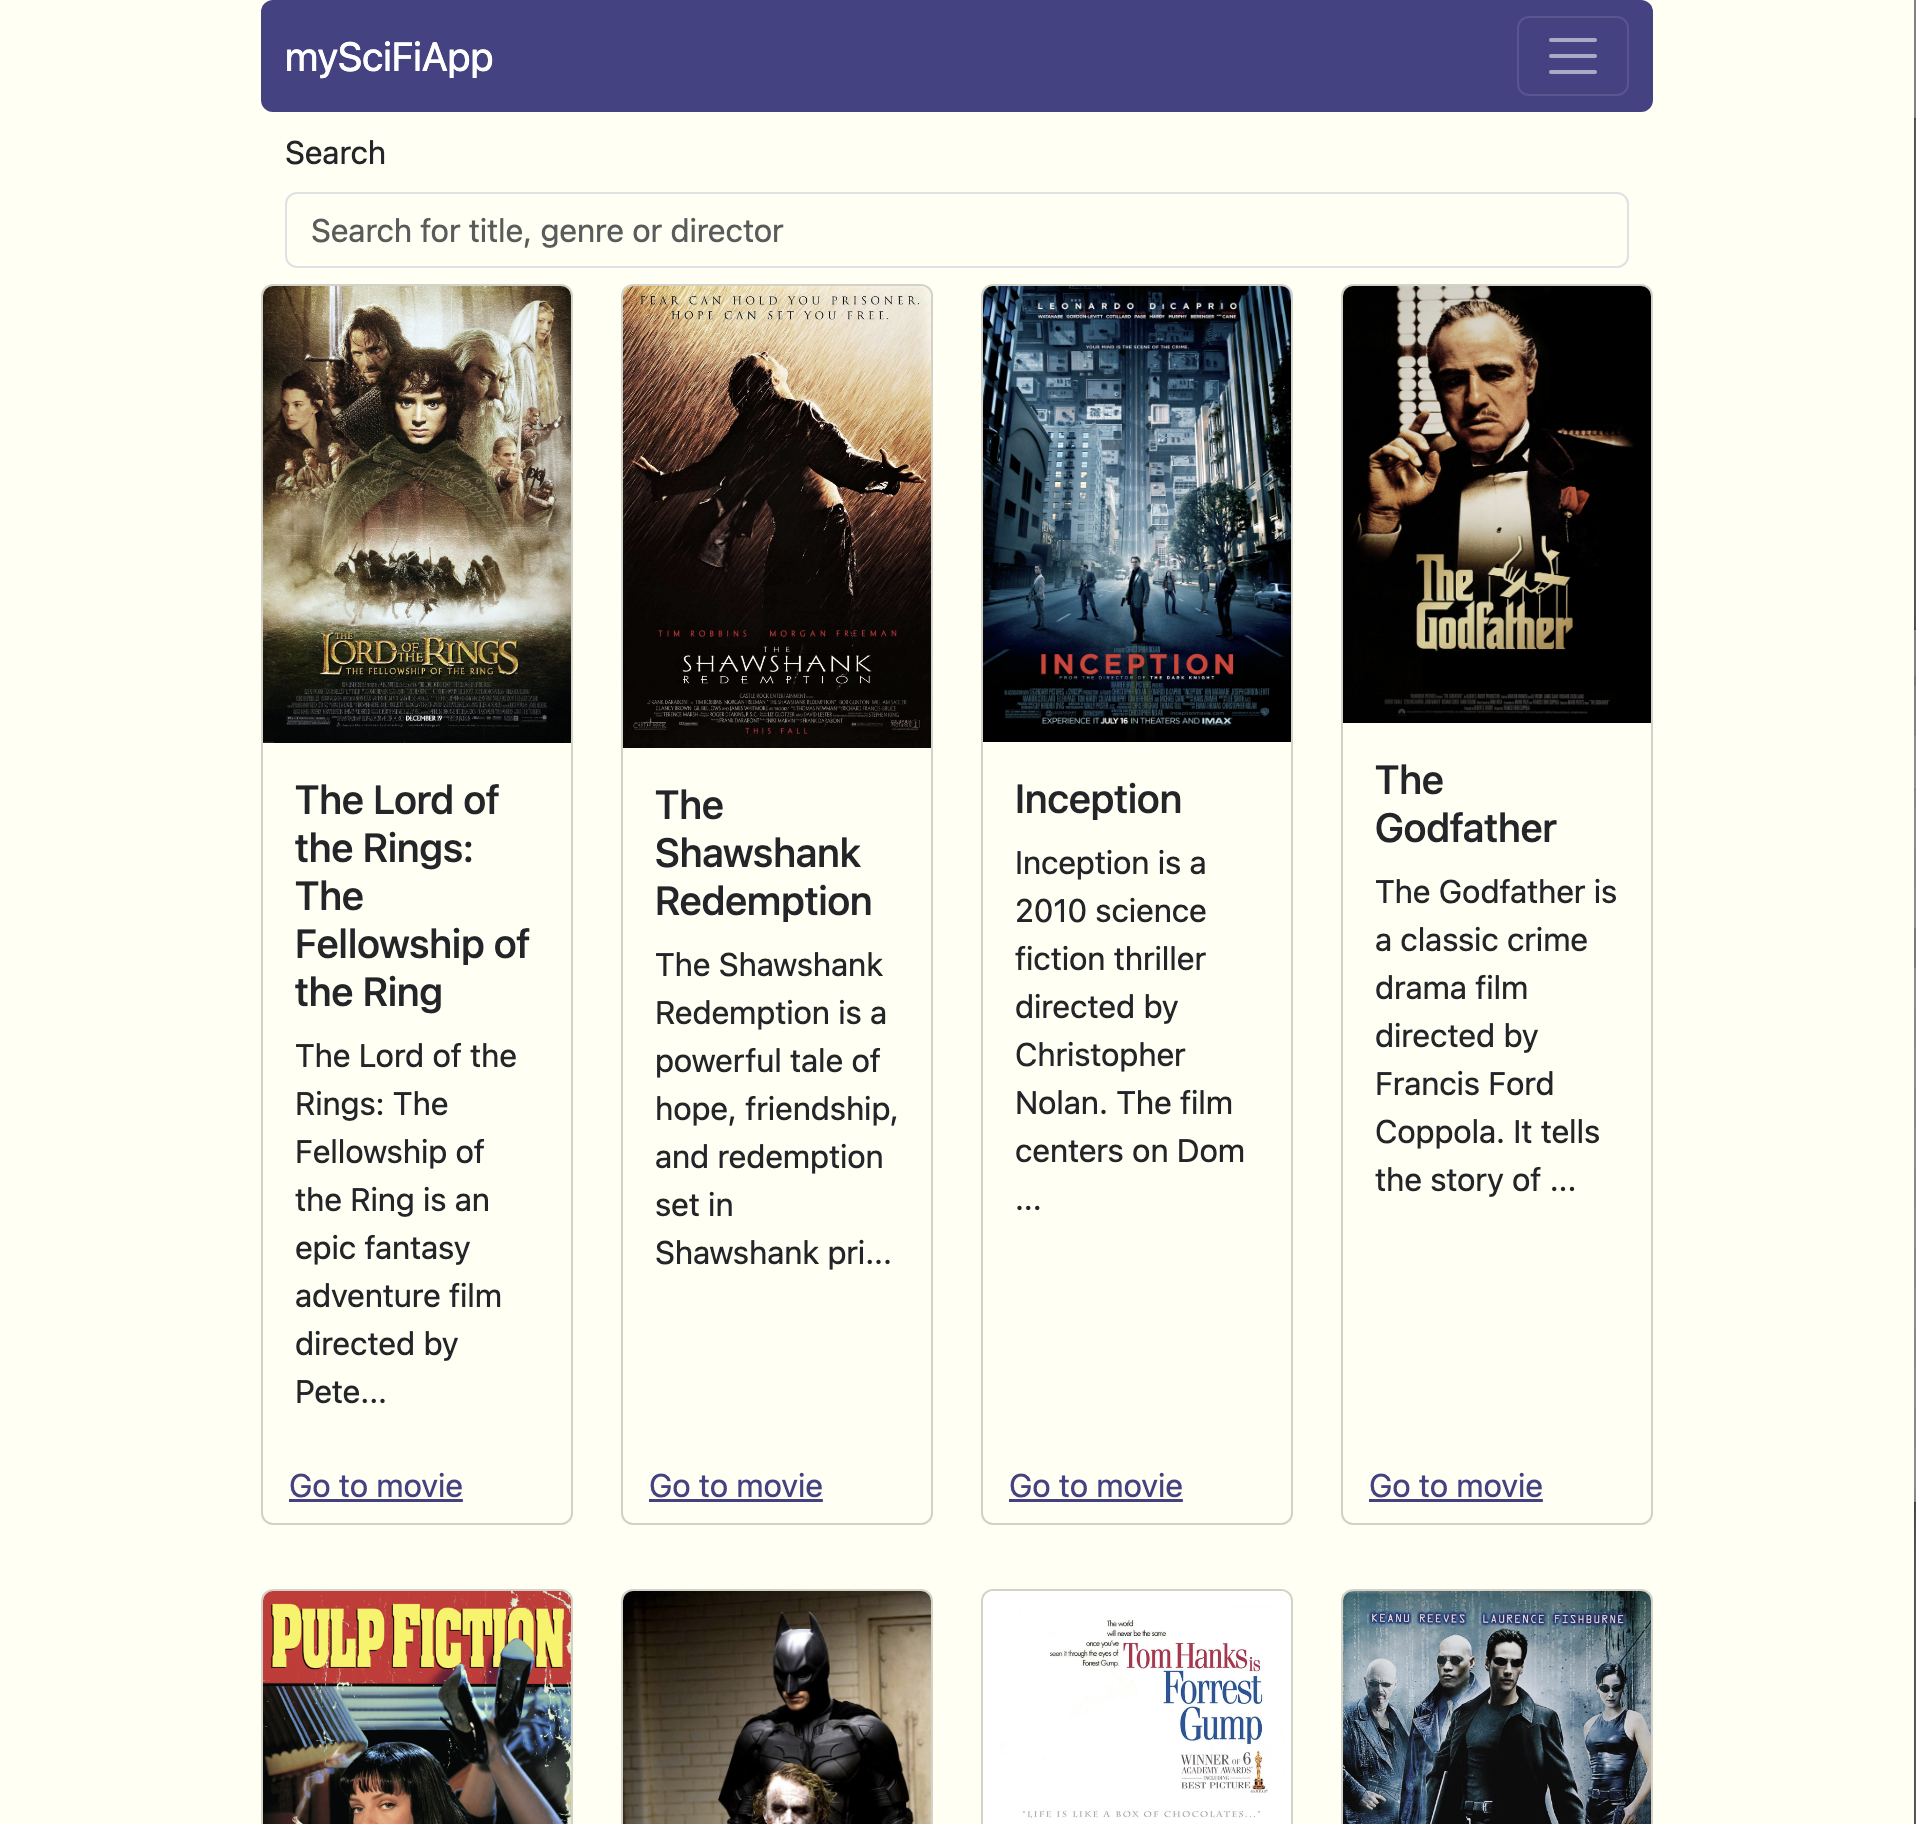 mySciFiApp
Search
Search for title, genre or director
THE
LORD OF THE RINGS
THE FELLOWSHIP OF THE RING
DECEMBER 19
FEAR CAN HOLD YOU PRISONER.
HOPE CAN SET YOU FREE.
TIM ROBBINS MORGAN FREEMAN
THE
SHAWSHANK
REDEMPTION
THIS FALL
LEONARDO DiCAPRIO
WATANABE GORDON-LEVITT COTILLARD PAGE HARDY MURPHY BERENGER AND CAINE
YOUR MIND IS THE SCENE OF THE CRIME.
INCEPTION
FROM THE DIRECTOR OF THE DARK KNIGHT
EXPERIENCE IT JULY 16 IN THEATERS AND IMAX
The
Godfather
The Lord of
the Rings:
The
Fellowship of
the Ring
The Lord of the
Rings: The
Fellowship of
the Ring is an
epic fantasy
adventure film
directed by
Pete...
Go to movie
The
Shawshank
Redemption
The Shawshank
Redemption is a
powerful tale of
hope, friendship,
and redemption
set in
Shawshank pri...
Go to movie
Inception
Inception is a
2010 science
fiction thriller
directed by
Christopher
Nolan. The film
centers on Dom
...
Go to movie
The
Godfather
The Godfather is
a classic crime
drama film
directed by
Francis Ford
Coppola. It tells
the story of ...
Go to movie
PULP FICTION
The world
will never be the same
once you've
seen it through the eyes of
Forrest Gump.
Tom Hanks is
Forrest
Gump
WINNER OF 6
ACADEMY AWARDS
INCLUDING
BEST PICTURE
"LIFE IS LIKE A BOX OF CHOCOLATES..."
KEANU REEVES LAURENCE FISHBURNE